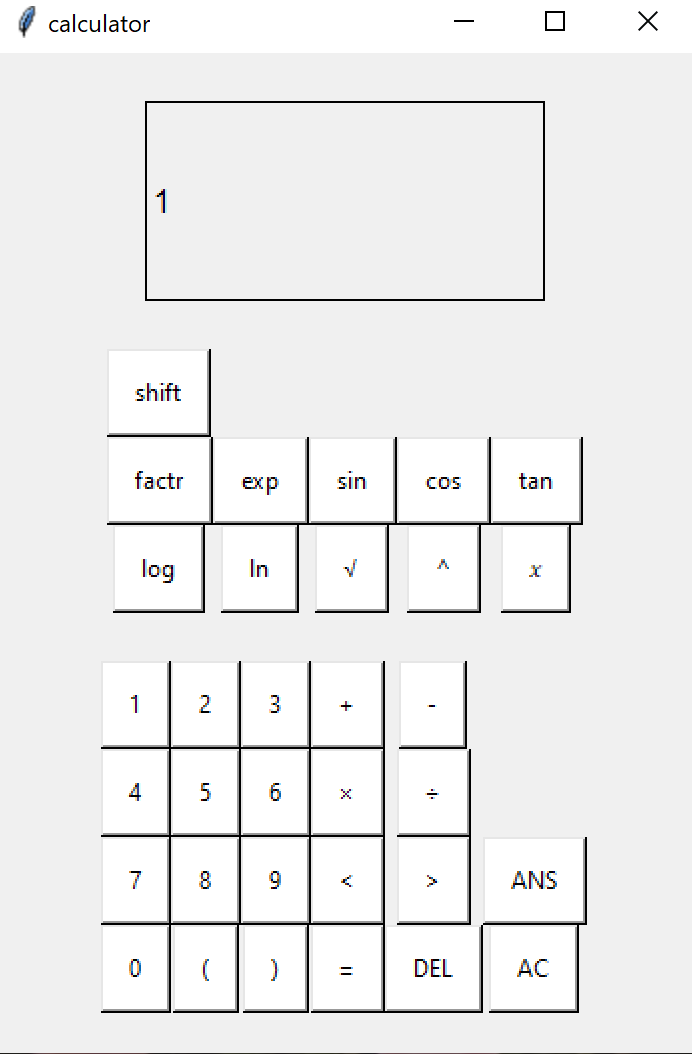 calculator
1
shift
factr exp sin cos tan
log ln √ ^ 𝑥
1 2 3 + -
4 5 6 × ÷
7 8 9 < > ANS
0 ( ) = DEL AC